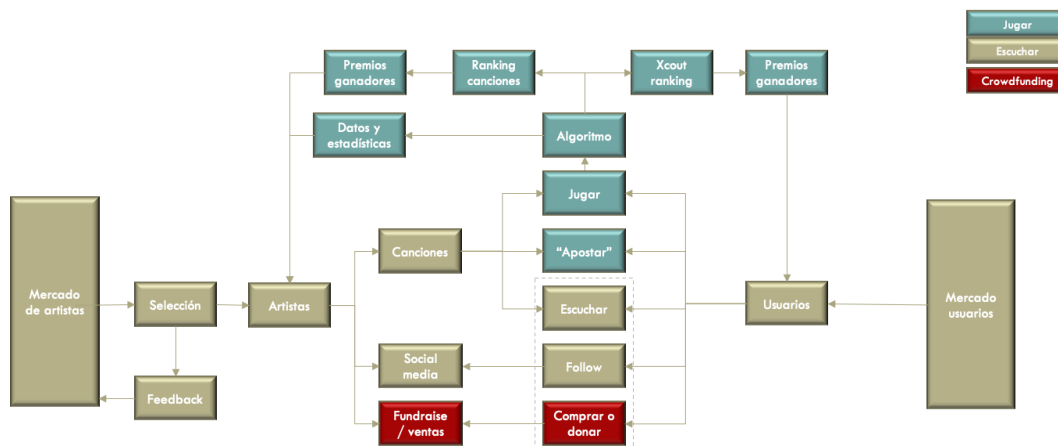 Jugar
Escuchar
Crowdfunding
Premios
ganadores
Ranking
canciones
Xcout
ranking
Premios
ganadores
Datos y
estadísticas
Algoritmo
Jugar
Canciones
“Apostar”
Mercado
de artistas
Selección
Artistas
Escuchar
Usuarios
Mercado
usuarios
Feedback
Social
media
Follow
Fundraise
/ ventas
Comprar o
donar